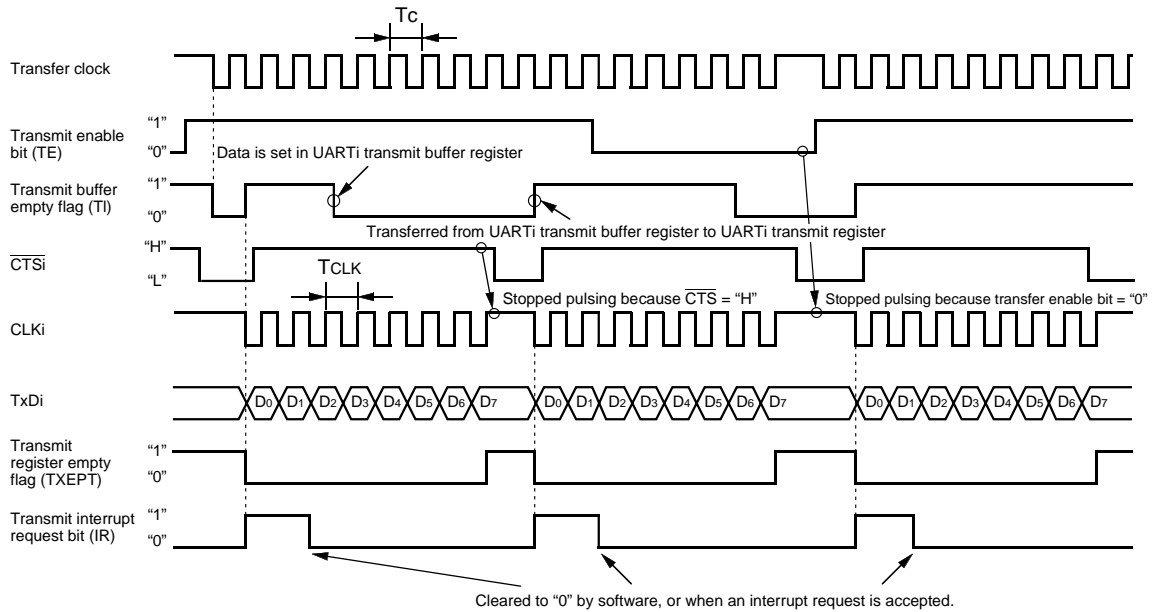 Tc
Transfer clock
Transmit enable
bit (TE)
“1”
“0”
Data is set in UARTi transmit buffer register
Transmit buffer
empty flag (TI)
“1”
“0”
Transferred from UARTi transmit buffer register to UARTi transmit register
CTSi
“H”
“L”
TCLK
Stopped pulsing because CTS = “H”
Stopped pulsing because transfer enable bit = “0”
CLKi
TxDi
D0 D1 D2 D3 D4 D5 D6 D7 D0 D1 D2 D3 D4 D5 D6 D7 D0 D1 D2 D3 D4 D5 D6 D7
Transmit
register empty
flag (TXEPT)
“1”
“0”
Transmit interrupt
request bit (IR)
“1”
“0”
Cleared to “0” by software, or when an interrupt request is accepted.